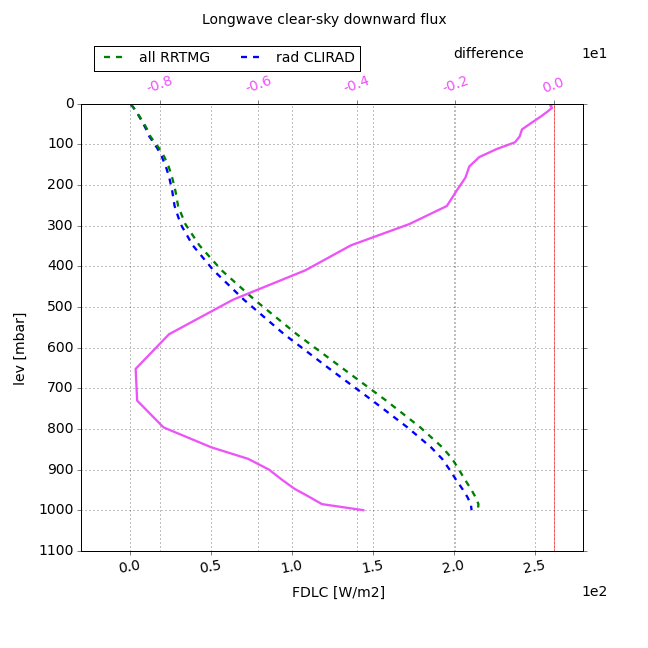 Longwave clear-sky downward flux
all RRTMG rad CLIRAD difference 1e1
-0.8 -0.6 -0.4 -0.2 0.0
0
100
200
300
400
500
600
700
800
900
1000
1100
lev [mbar]
0.0 0.5 1.0 1.5 2.0 2.5
FDLC [W/m2] 1e2